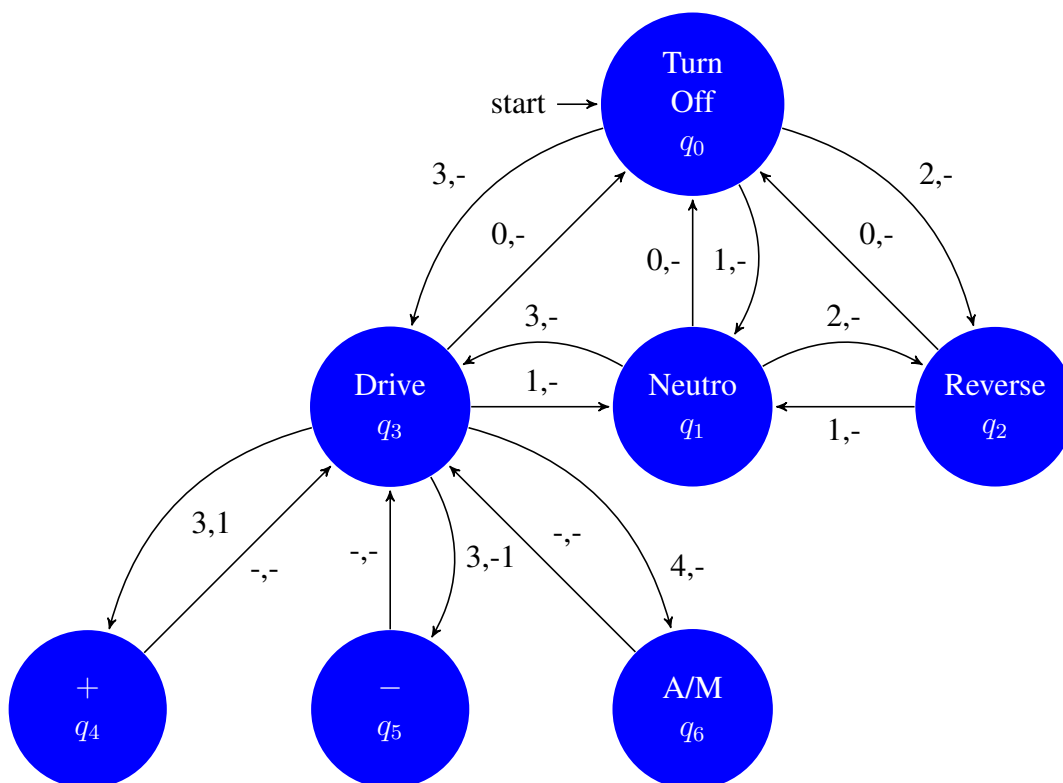 Turn
Off
q0
start
3,-
2,-
0,-
0,-
1,-
0,-
3,-
2,-
Drive
q3
1,-
Neutro
q1
1,-
Reverse
q2
3,1
-,-
-,-
3,-1
-,-
4,-
+
q4
−
q5
A/M
q6